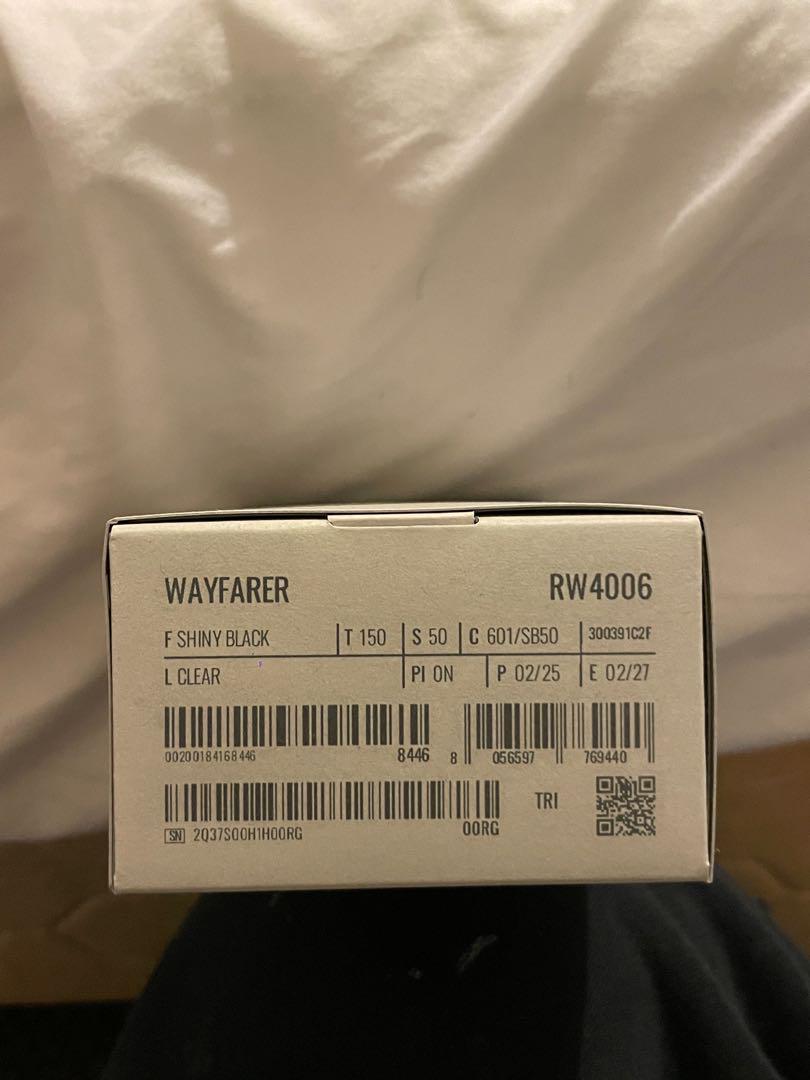 WAYFARER RW4006
F SHINY BLACK T 150 S 50 C 601/SB50 300391C2F
L CLEAR PI ON P 02/25 E 02/27
00200184168446 8446 8 056597 769440
SN 2Q37S00H1H00RG 00RG TRI